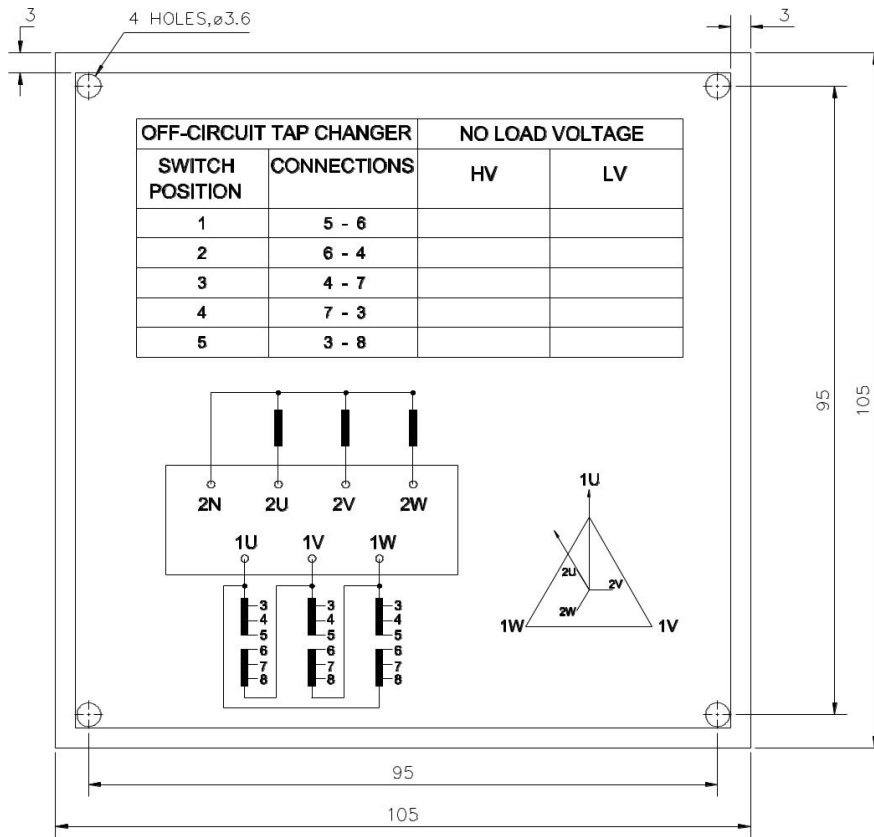 3
4 HOLES,ø3.6
3
OFF-CIRCUIT TAP CHANGER NO LOAD VOLTAGE
SWITCH POSITION CONNECTIONS HV LV
1 5 - 6
2 6 - 4
3 4 - 7
4 7 - 3
5 3 - 8
95
105
2N 2U 2V 2W
1U 1V 1W
3 3 3
4 4 4
5 5 5
6 6 6
7 7 7
8 8 8
1U
2U 2V
2W
1W 1V
95
105